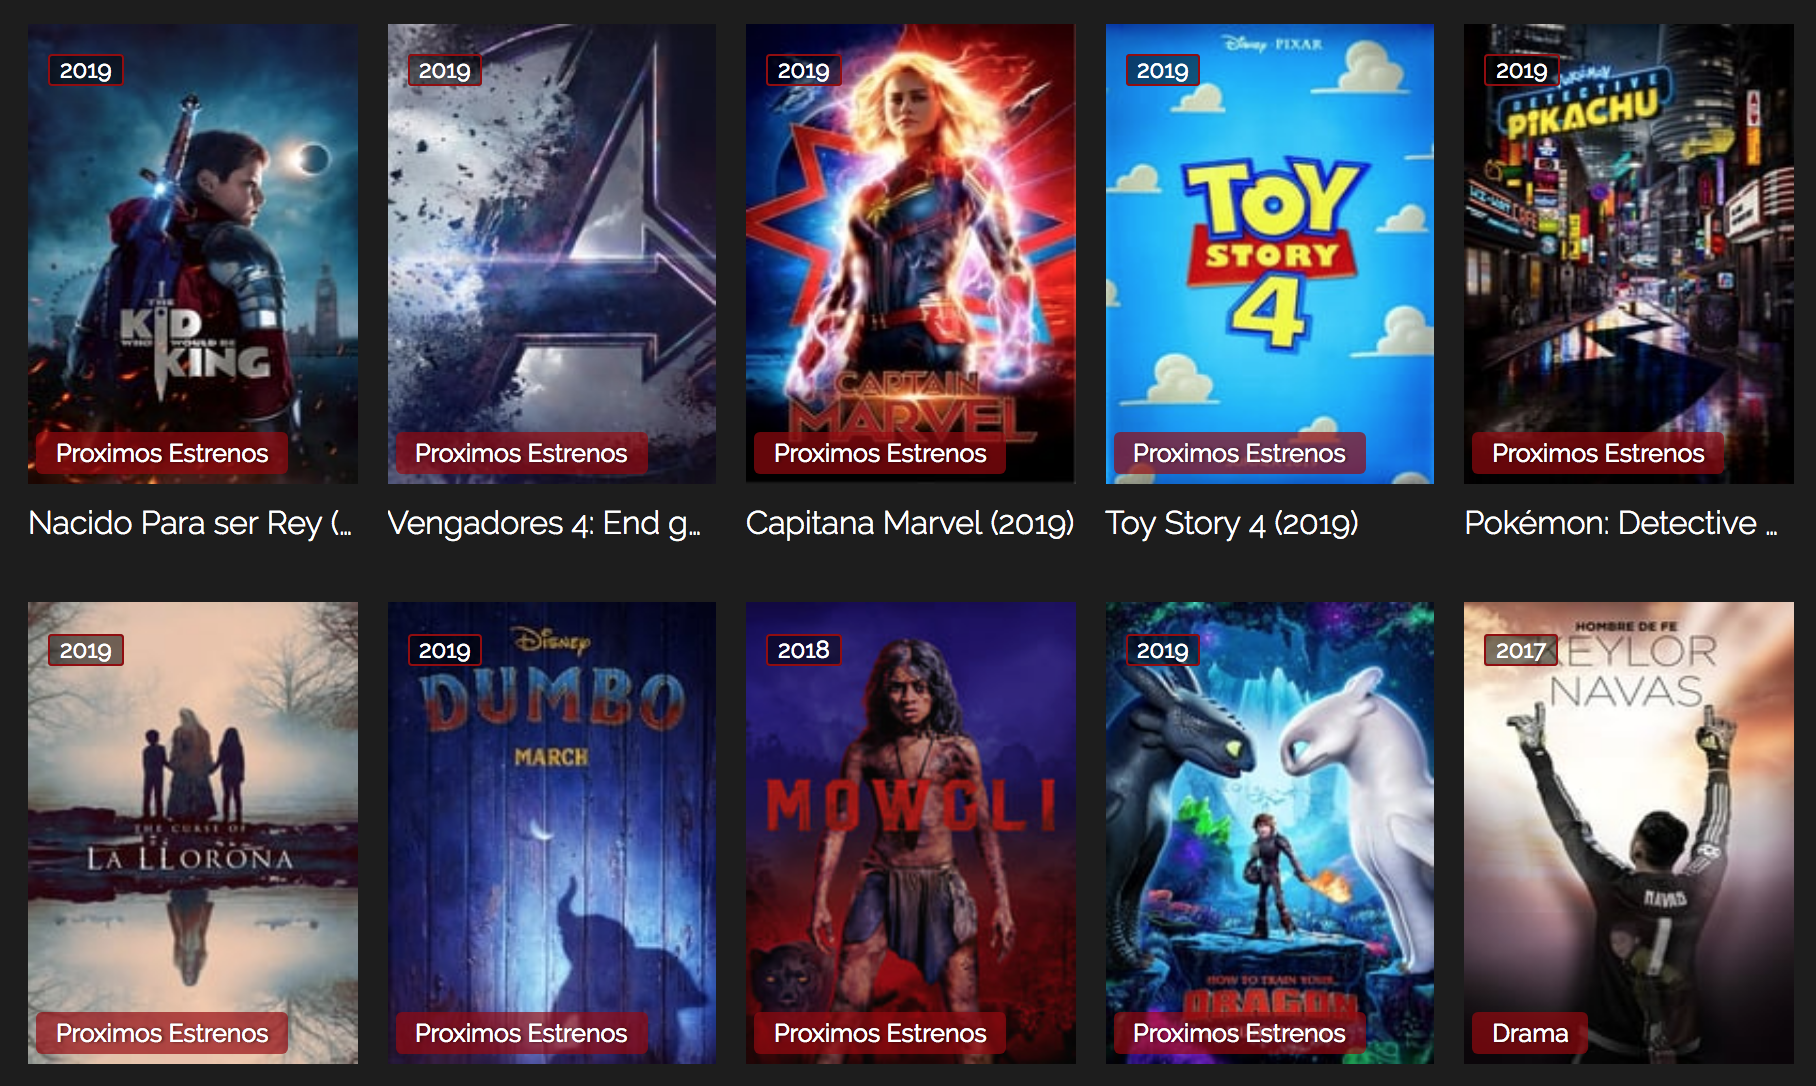 2019
THE
KID
WHO WOULD BE
KING
Proximos Estrenos
Nacido Para ser Rey (...
2019
Proximos Estrenos
Vengadores 4: End g...
2019
CAPTAIN
MARVEL
Proximos Estrenos
Capitana Marvel (2019)
2019
Disney · PIXAR
TOY
STORY
4
Proximos Estrenos
Toy Story 4 (2019)
2019
POKÉMON
DETECTIVE
PIKACHU
Proximos Estrenos
Pokémon: Detective ...
2019
THE CURSE OF
LA LLORONA
Proximos Estrenos
2019
Disney
DUMBO
MARCH
Proximos Estrenos
2018
MOWGLI
Proximos Estrenos
2019
HOW TO TRAIN YOUR
DRAGON
Proximos Estrenos
2017
HOMBRE DE FE
KEYLOR
NAVAS
NAVAS
1
Drama